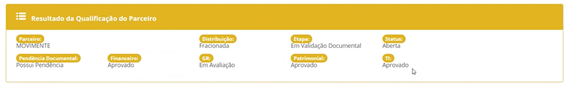 Resultado da Qualificação do Parceiro
Parceiro: Distribuição: Etapa: Status:
MOVIMENTE Fracionada Em Validação Documental Aberta
Pendência Documental: Financeiro: GR: Patrimonial: TI:
Possui Pendência Aprovado Em Avaliação Aprovado Aprovado